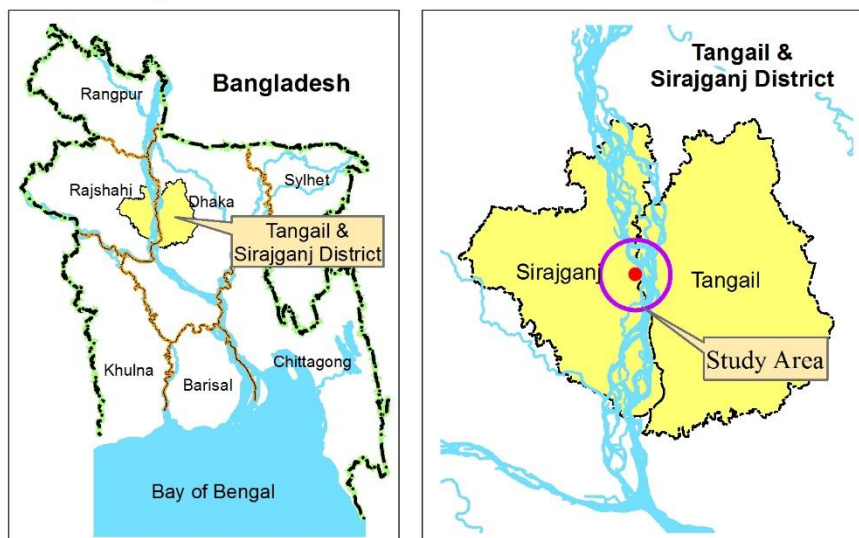 Bangladesh
Rangpur
Rajshahi
Dhaka
Sylhet
Tangail &
Sirajganj District
Khulna
Barisal
Chittagong
Bay of Bengal
Tangail &
Sirajganj District
Sirajganj
Tangail
Study Area